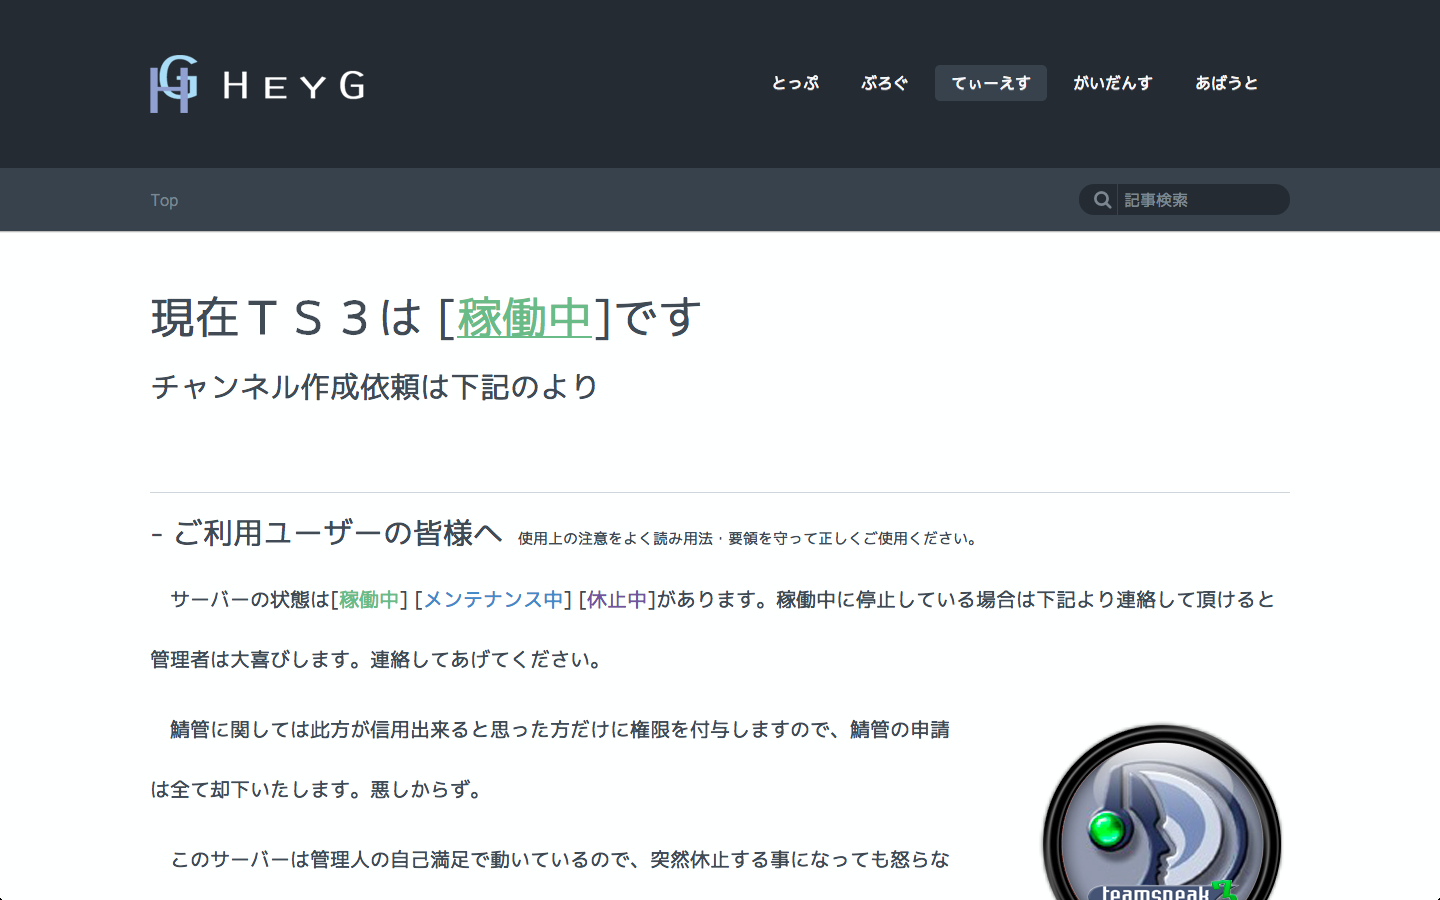 HG HEYG
とっぷ ぶろぐ てぃーえす がいだんす あばうと
Top
記事検索
現在ＴＳ３は [稼働中]です
チャンネル作成依頼は下記のより
- ご利用ユーザーの皆様へ 使用上の注意をよく読み用法・要領を守って正しくご使用ください。
サーバーの状態は[稼働中] [メンテナンス中] [休止中]があります。稼働中に停止している場合は下記より連絡して頂けると
管理者は大喜びします。連絡してあげてください。
鯖管に関しては此方が信用出来ると思った方だけに権限を付与しますので、鯖管の申請
は全て却下いたします。悪しからず。
このサーバーは管理人の自己満足で動いているので、突然休止する事になっても怒らな
teamspeak 3